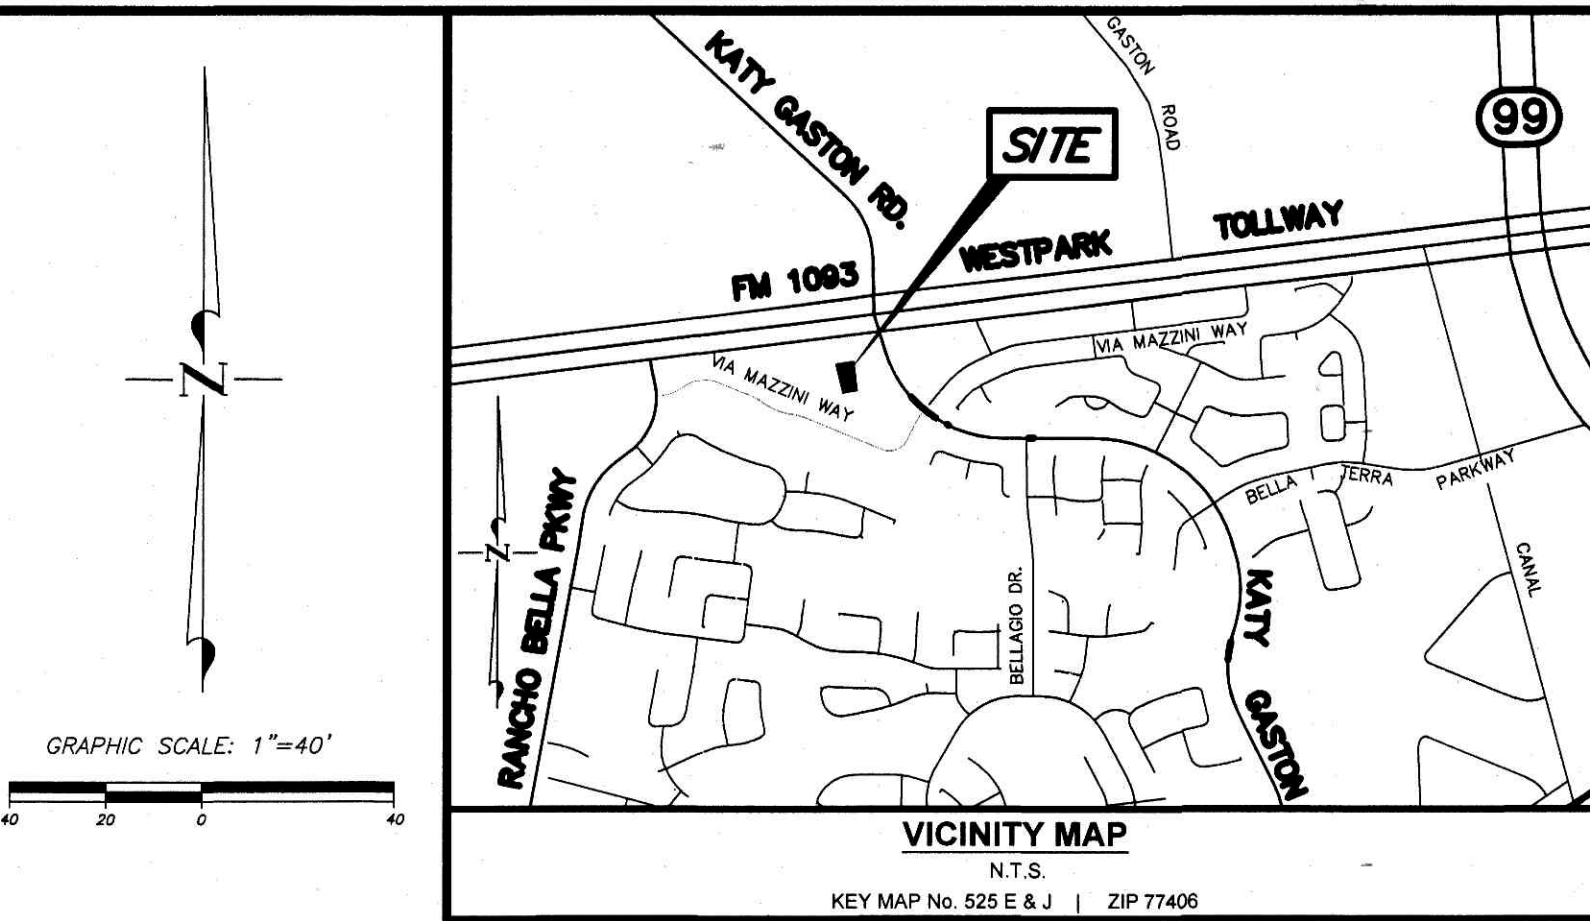 N
GRAPHIC SCALE: 1"=40'
40 20 0 40
KATY GASTON RD.
GASTON ROAD
SITE
99
FM 1093 WESTPARK TOLLWAY
VIA MAZZINI WAY
VIA MAZZINI WAY
BELLA TERRA PARKWAY
CANAL
RANCHO BELLA PKWY
N
BELLAGIO DR.
KATY GASTON
VICINITY MAP
N.T.S.
KEY MAP No. 525 E & J | ZIP 77406